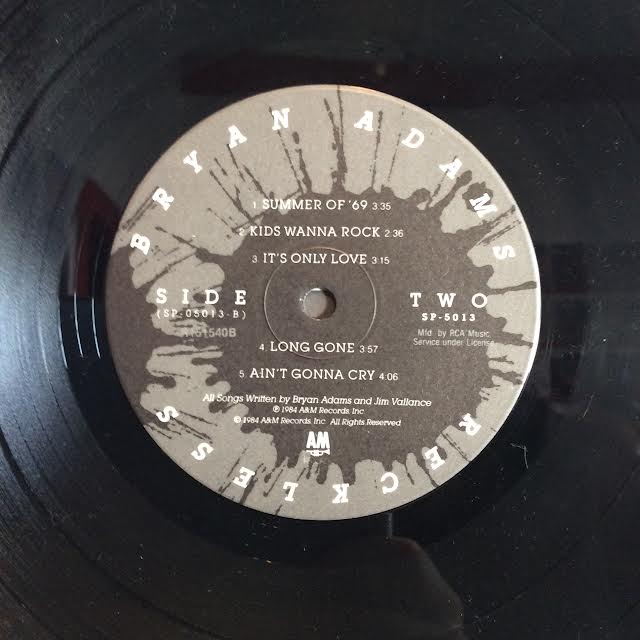 BRYAN ADAMS
1 SUMMER OF '69 3:35
2 KIDS WANNA ROCK 2:36
3 IT'S ONLY LOVE 3:15
SIDE TWO
(SP-05013-B) SP-5013
Mfd. by RCA Music
Service under License
4 LONG GONE 3:57
5 AIN'T GONNA CRY 4:06
All Songs Written by Bryan Adams and Jim Vallance
℗ 1984 A&M Records, Inc.
© 1984 A&M Records, Inc. All Rights Reserved
AM
RECKLESS